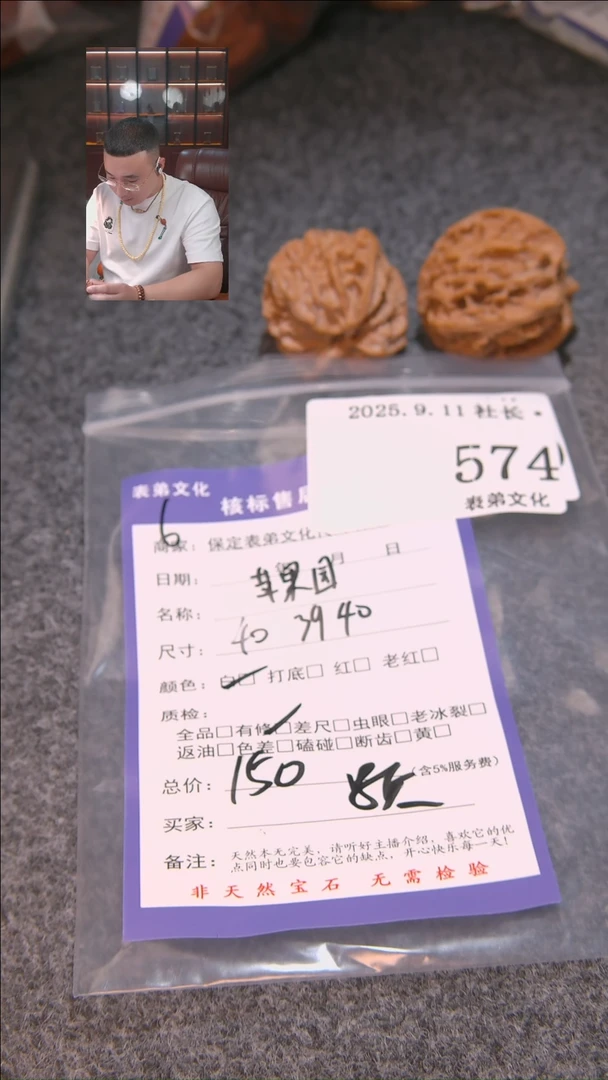 2025.9.11 社长·
574
表弟文化
表弟文化
核标售后
6
商家：保定表弟文化
日期： 月 日
名称：苹果园
尺寸：40 39 40
颜色：白□ 打底□ 红□ 老红□
质检：
全品□有修□差尺□虫眼□老冰裂□
返油□色差□磕碰□断齿□黄□
总价：150 （含5%服务费）
买家：
备注：天然本无完美、请听好主播介绍，喜欢它的优
点同时也要包容它的缺点，开心快乐每一天！
非天然宝石 无需检验